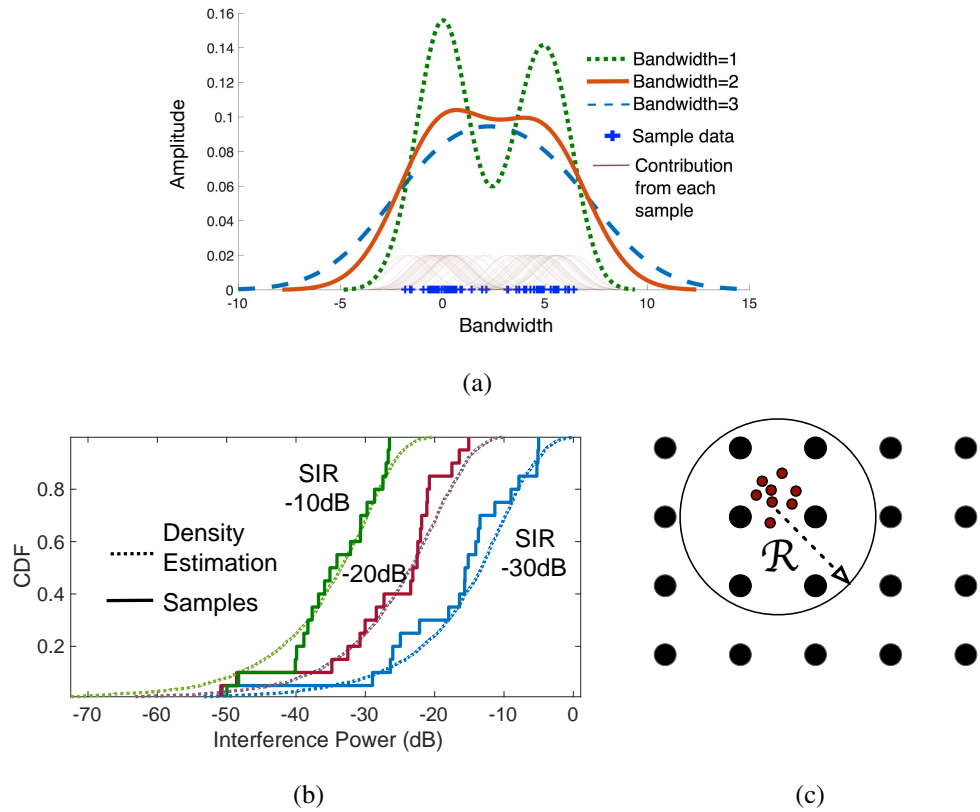 0.16
0.14
0.12
0.1
0.08
0.06
0.04
0.02
0
Amplitude
-10
-5
0
5
10
15
Bandwidth
Bandwidth=1
Bandwidth=2
Bandwidth=3
Sample data
Contribution
from each
sample
(a)
CDF
0.8
0.6
0.4
0.2
SIR
-10dB
-20dB
SIR
-30dB
Density
Estimation
Samples
-70
-60
-50
-40
-30
-20
-10
0
Interference Power (dB)
(b)
R
(c)